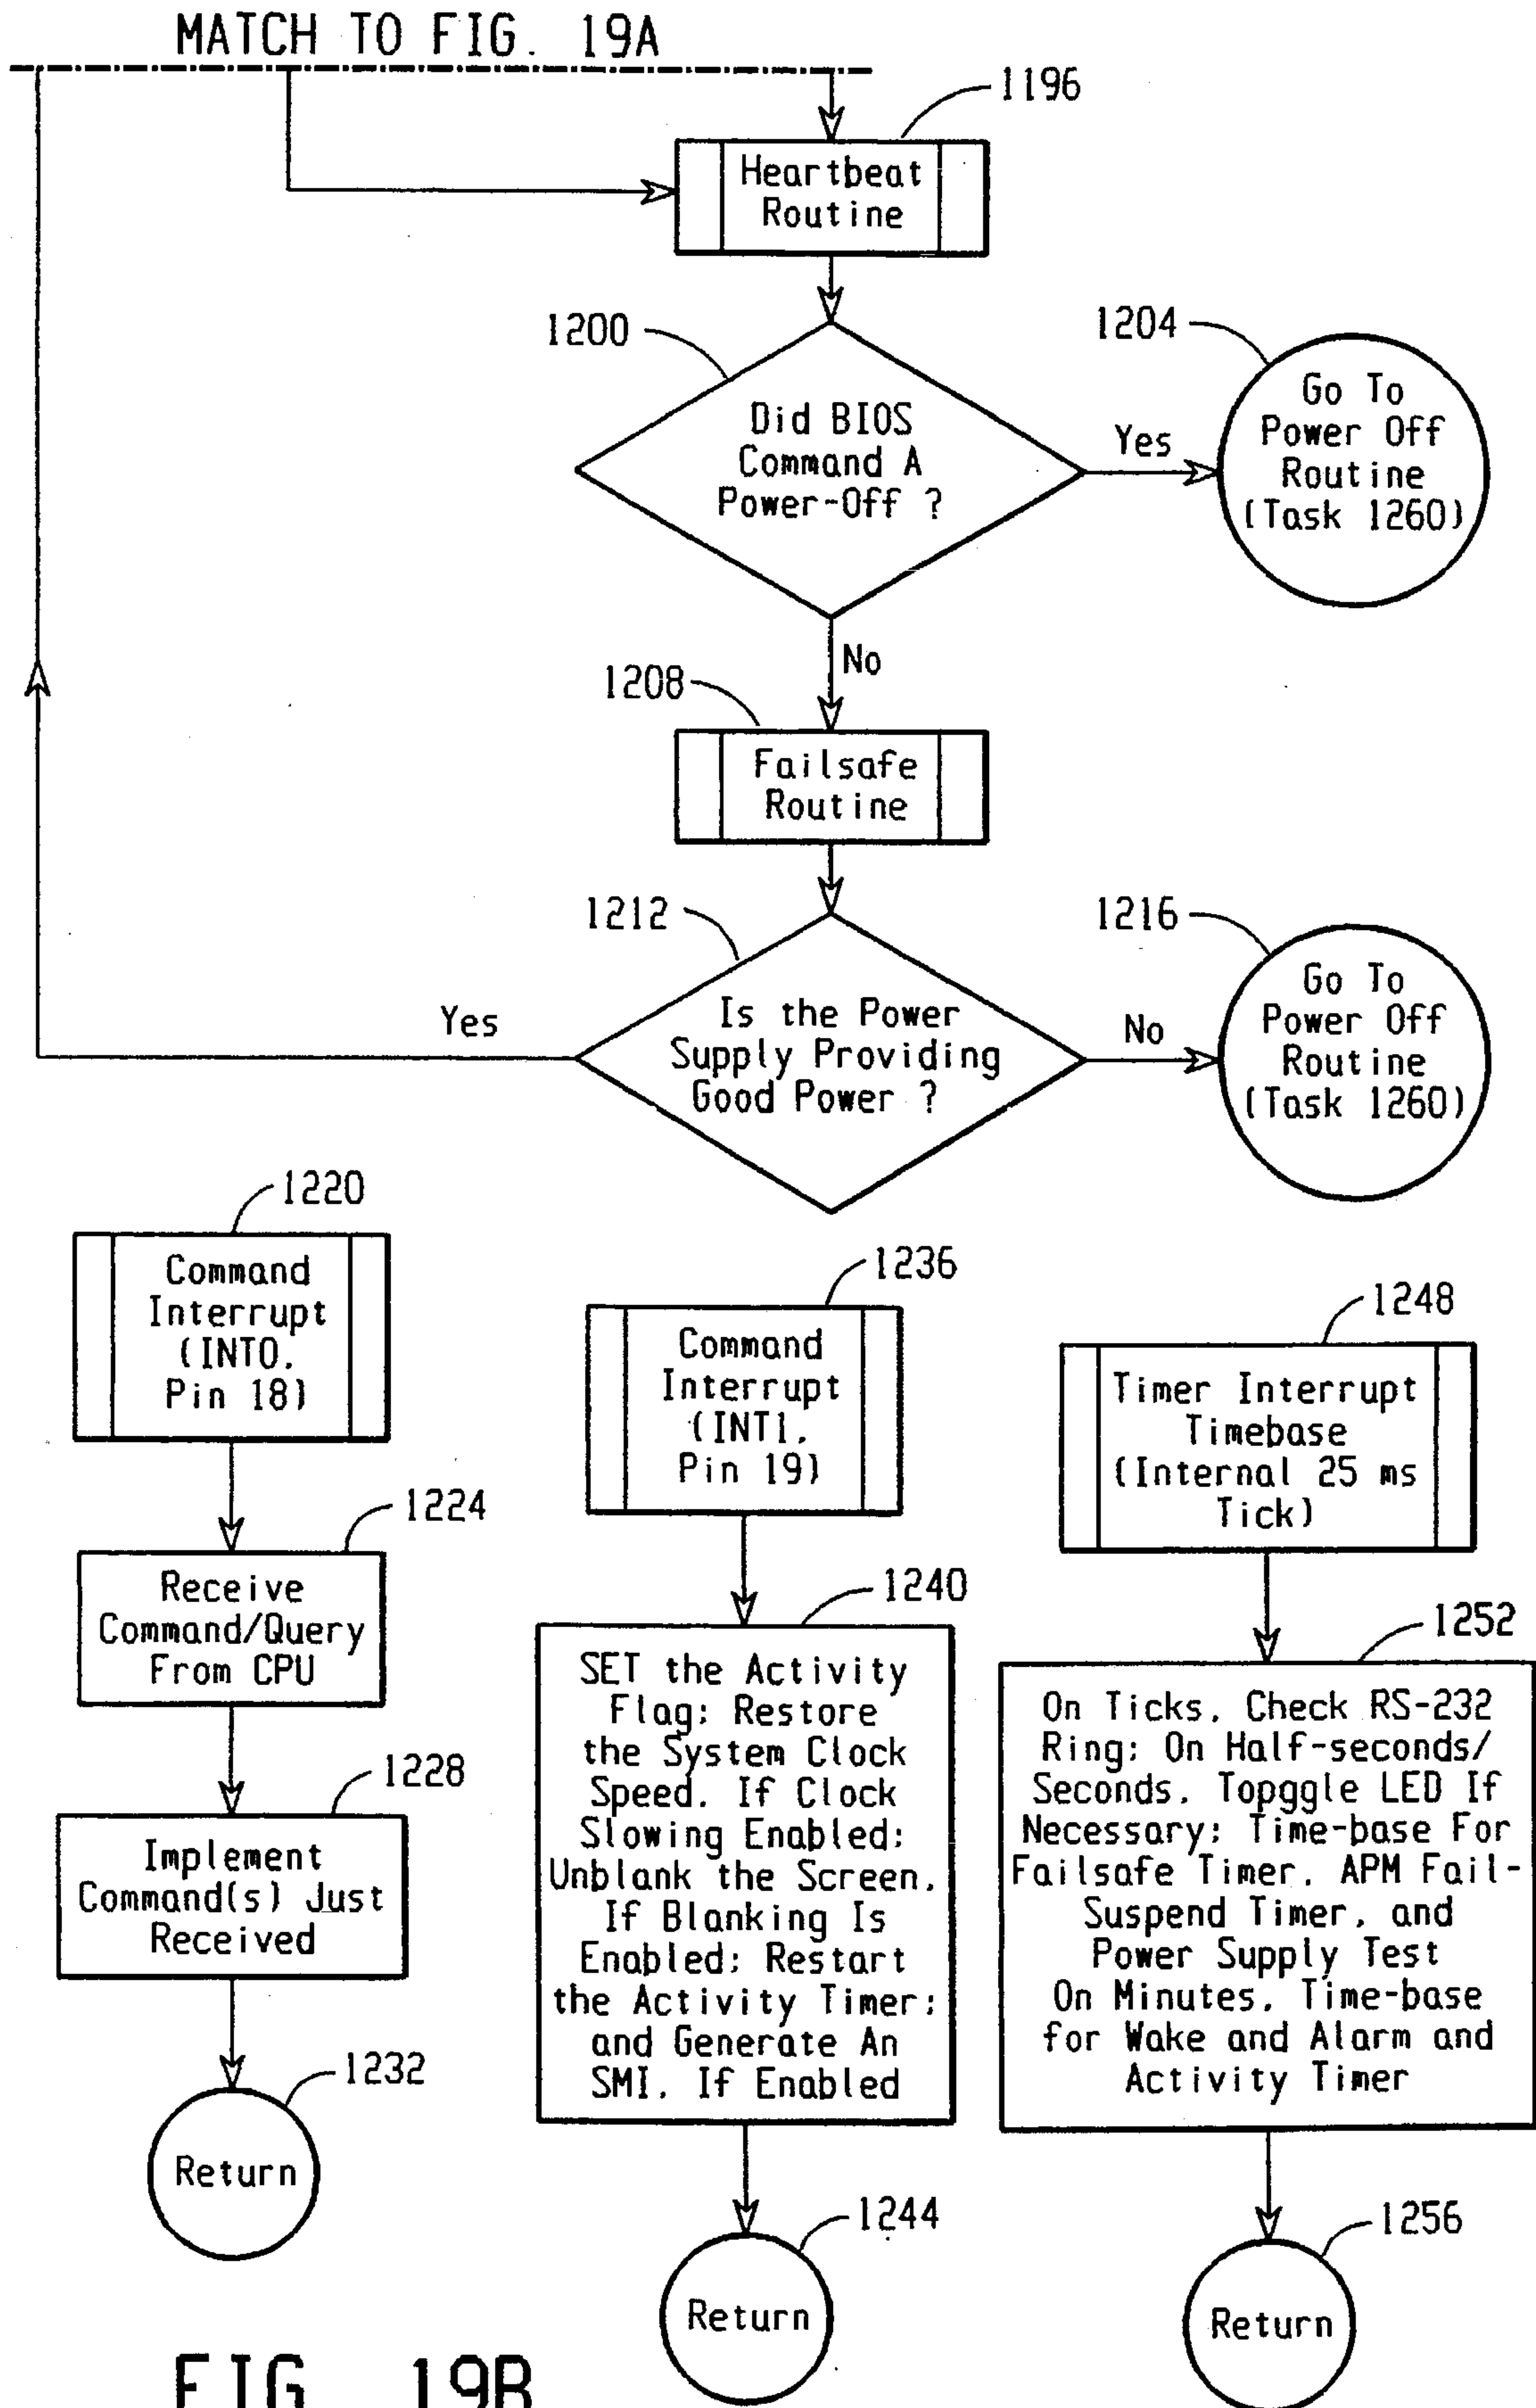 MATCH TO FIG. 19A
1196
Heartbeat
Routine
1200
Did BIOS
Command A
Power-Off ?
Yes
1204
Go To
Power Off
Routine
(Task 1260)
No
1208
Failsafe
Routine
1212
Is the Power
Supply Providing
Good Power ?
Yes
No
1216
Go To
Power Off
Routine
(Task 1260)
1220
Command
Interrupt
(INT0.
Pin 18)
1224
Receive
Command/Query
From CPU
1228
Implement
Command(s) Just
Received
1232
Return
1236
Command
Interrupt
(INT1.
Pin 19)
1240
SET the Activity
Flag; Restore
the System Clock
Speed. If Clock
Slowing Enabled;
Unblank the Screen.
If Blanking Is
Enabled; Restart
the Activity Timer;
and Generate An
SMI. If Enabled
1244
Return
1248
Timer Interrupt
Timebase
(Internal 25 ms
Tick)
1252
On Ticks. Check RS-232
Ring; On Half-seconds/
Seconds. Topggle LED If
Necessary; Time-base For
Failsafe Timer. APM Fail-
Suspend Timer. and
Power Supply Test
On Minutes. Time-base
for Wake and Alarm and
Activity Timer
1256
Return
FIG. 19B